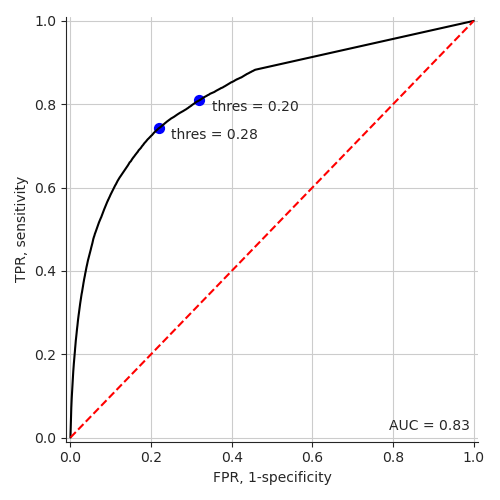 1.0
0.8
0.6
0.4
0.2
0.0
TPR, sensitivity
thres = 0.20
thres = 0.28
AUC = 0.83
0.0 0.2 0.4 0.6 0.8 1.0
FPR, 1-specificity